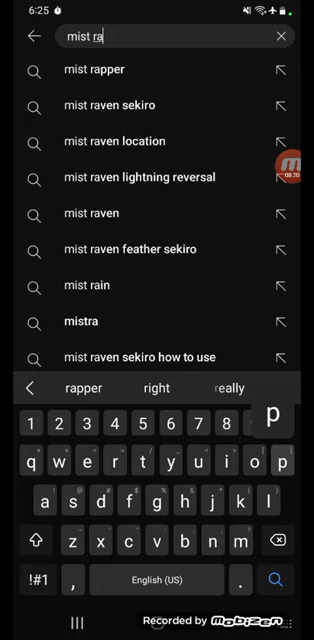 6:25
mist ra
mist rapper
mist raven sekiro
mist raven location
mist raven lightning reversal
08:20
mist raven
mist raven feather sekiro
mist rain
mistra
mist raven sekiro how to use
rapper right really
p
1 2 3 4 5 6 7 8
q w e r t y u i o p
a s d f g h j k l
z x c v b n m
!#1 , English (US) .
Recorded by mobizen